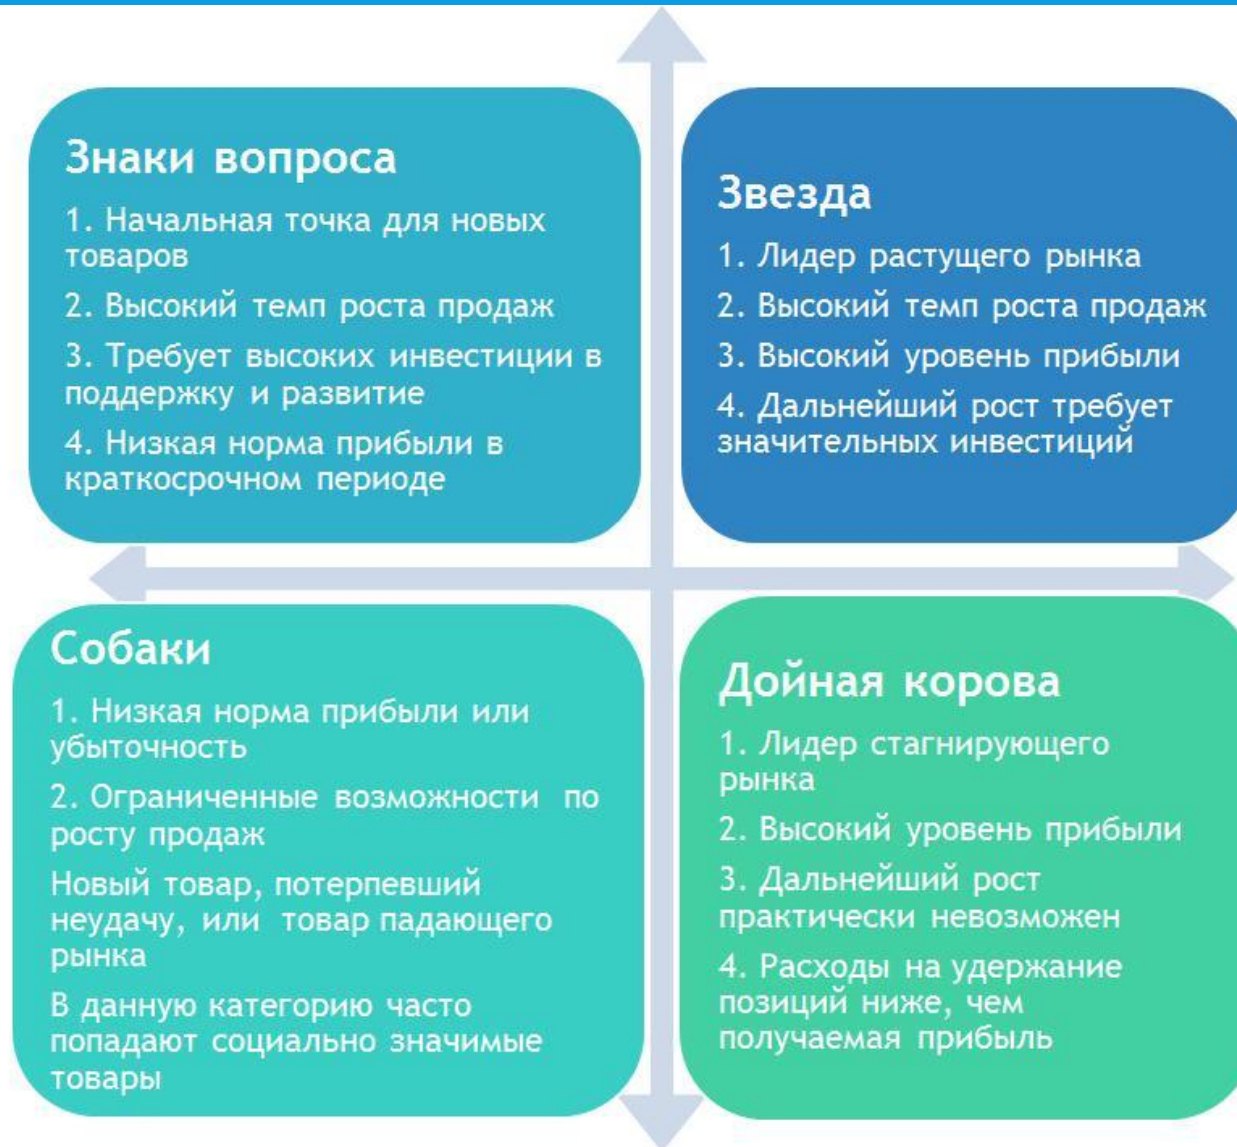 Знаки вопроса
1. Начальная точка для новых
товаров
2. Высокий темп роста продаж
3. Требует высоких инвестиции в
поддержку и развитие
4. Низкая норма прибыли в
краткосрочном периоде
Звезда
1. Лидер растущего рынка
2. Высокий темп роста продаж
3. Высокий уровень прибыли
4. Дальнейший рост требует
значительных инвестиций
Собаки
1. Низкая норма прибыли или
убыточность
2. Ограниченные возможности по
росту продаж
Новый товар, потерпевший
неудачу, или товар падающего
рынка
В данную категорию часто
попадают социально значимые
товары
Дойная корова
1. Лидер стагнирующего
рынка
2. Высокий уровень прибыли
3. Дальнейший рост
практически невозможен
4. Расходы на удержание
позиций ниже, чем
получаемая прибыль